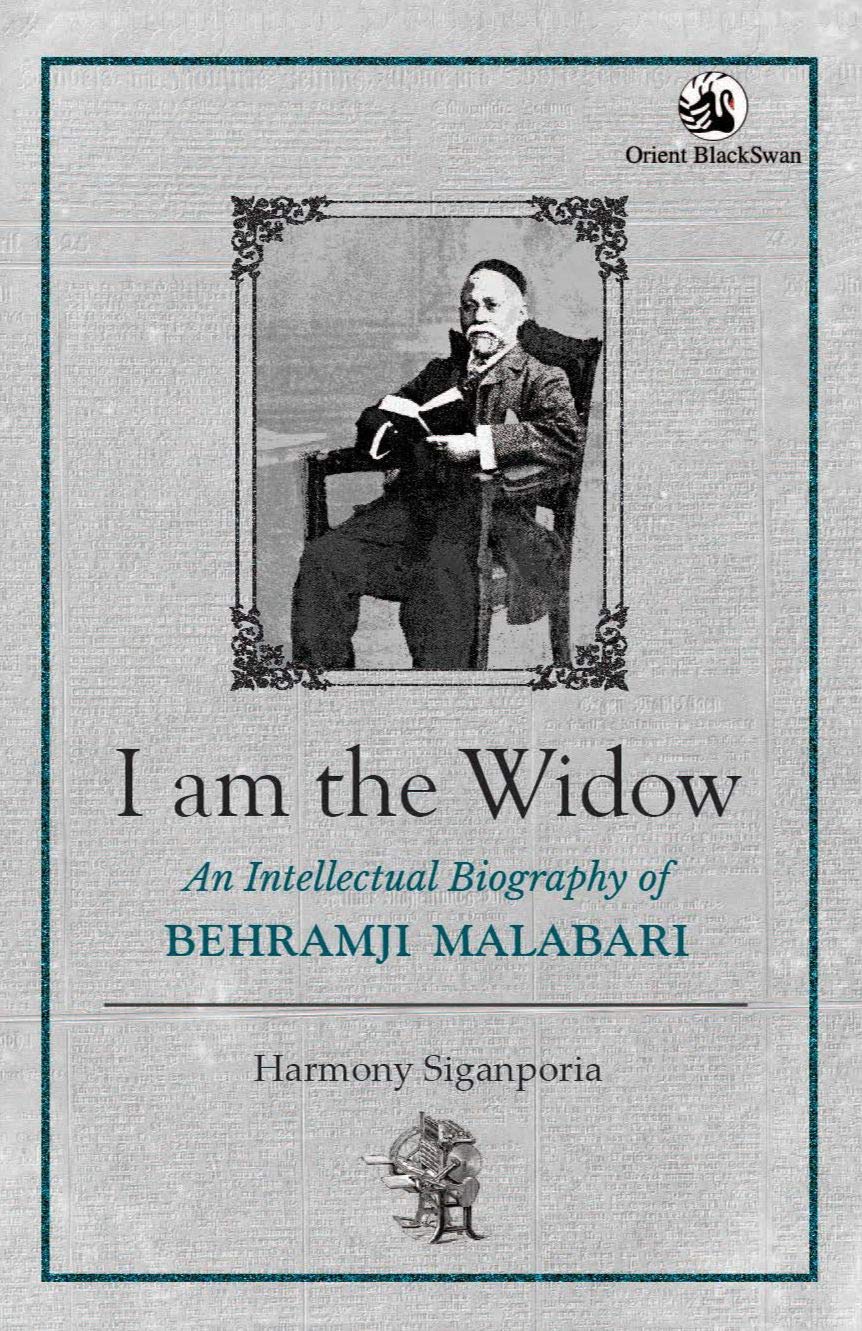 Orient BlackSwan
I am the Widow
An Intellectual Biography of
BEHRAMJI MALABARI
Harmony Siganporia